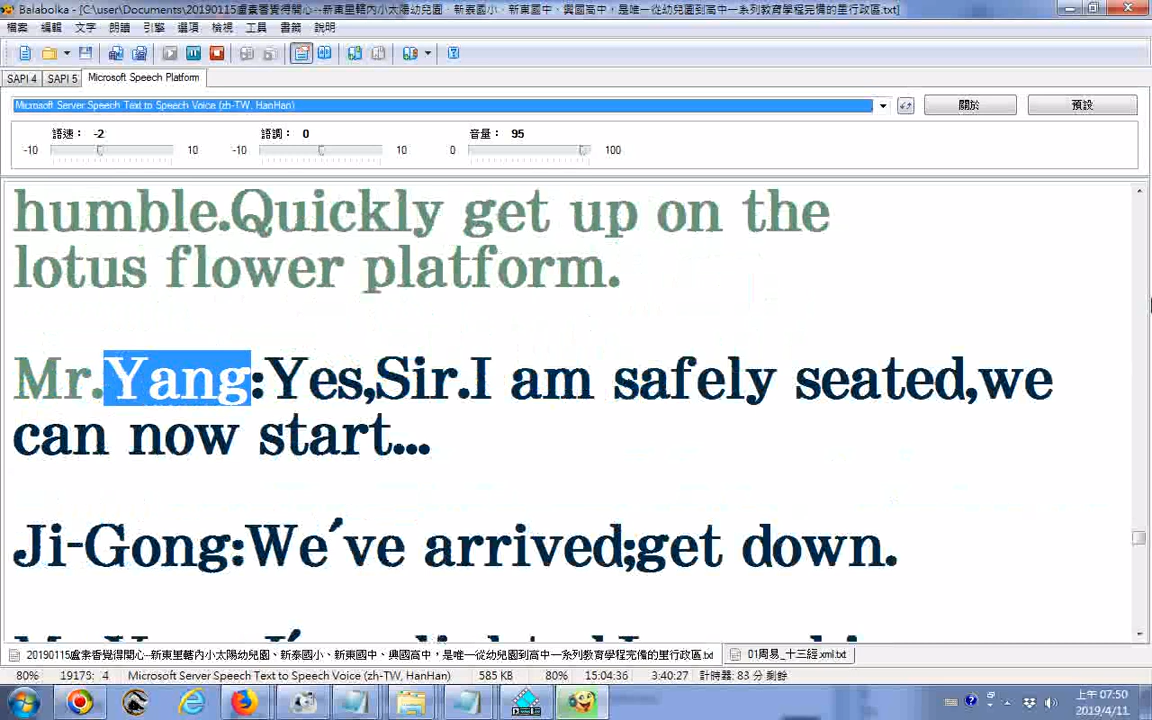 Balabolka - [C:\user\Documents\20190115盧素香覺得開心--新東里轄內小太陽幼兒園、新泰國小、新東國中、興國高中，是唯一從幼兒園到高中一系列教育學程完備的里行政區.txt]
檔案 編輯 文字 朗讀 引擎 選項 檢視 工具 書籤 說明
SAPI 4 SAPI 5 Microsoft Speech Platform
Microsoft Server Speech Text to Speech Voice (zh-TW, HanHan) 關於 預設
語速： -2 語調： 0 音量： 95
-10 10 -10 10 0 100
humble.Quickly get up on the
lotus flower platform.
Mr.Yang:Yes,Sir.I am safely seated,we
can now start...
Ji-Gong:We've arrived;get down.
20190115盧素香覺得開心--新東里轄內小太陽幼兒園、新泰國小、新東國中、興國高中，是唯一從幼兒園到高中一系列教育學程完備的里行政區.txt 01周易_十三經.xml.txt
80% 19175: 4 Microsoft Server Speech Text to Speech Voice (zh-TW, HanHan) 585 KB 80% 15:04:36 3:40:27 計時器: 83 分 剩餘
上午 07:50
2019/4/11